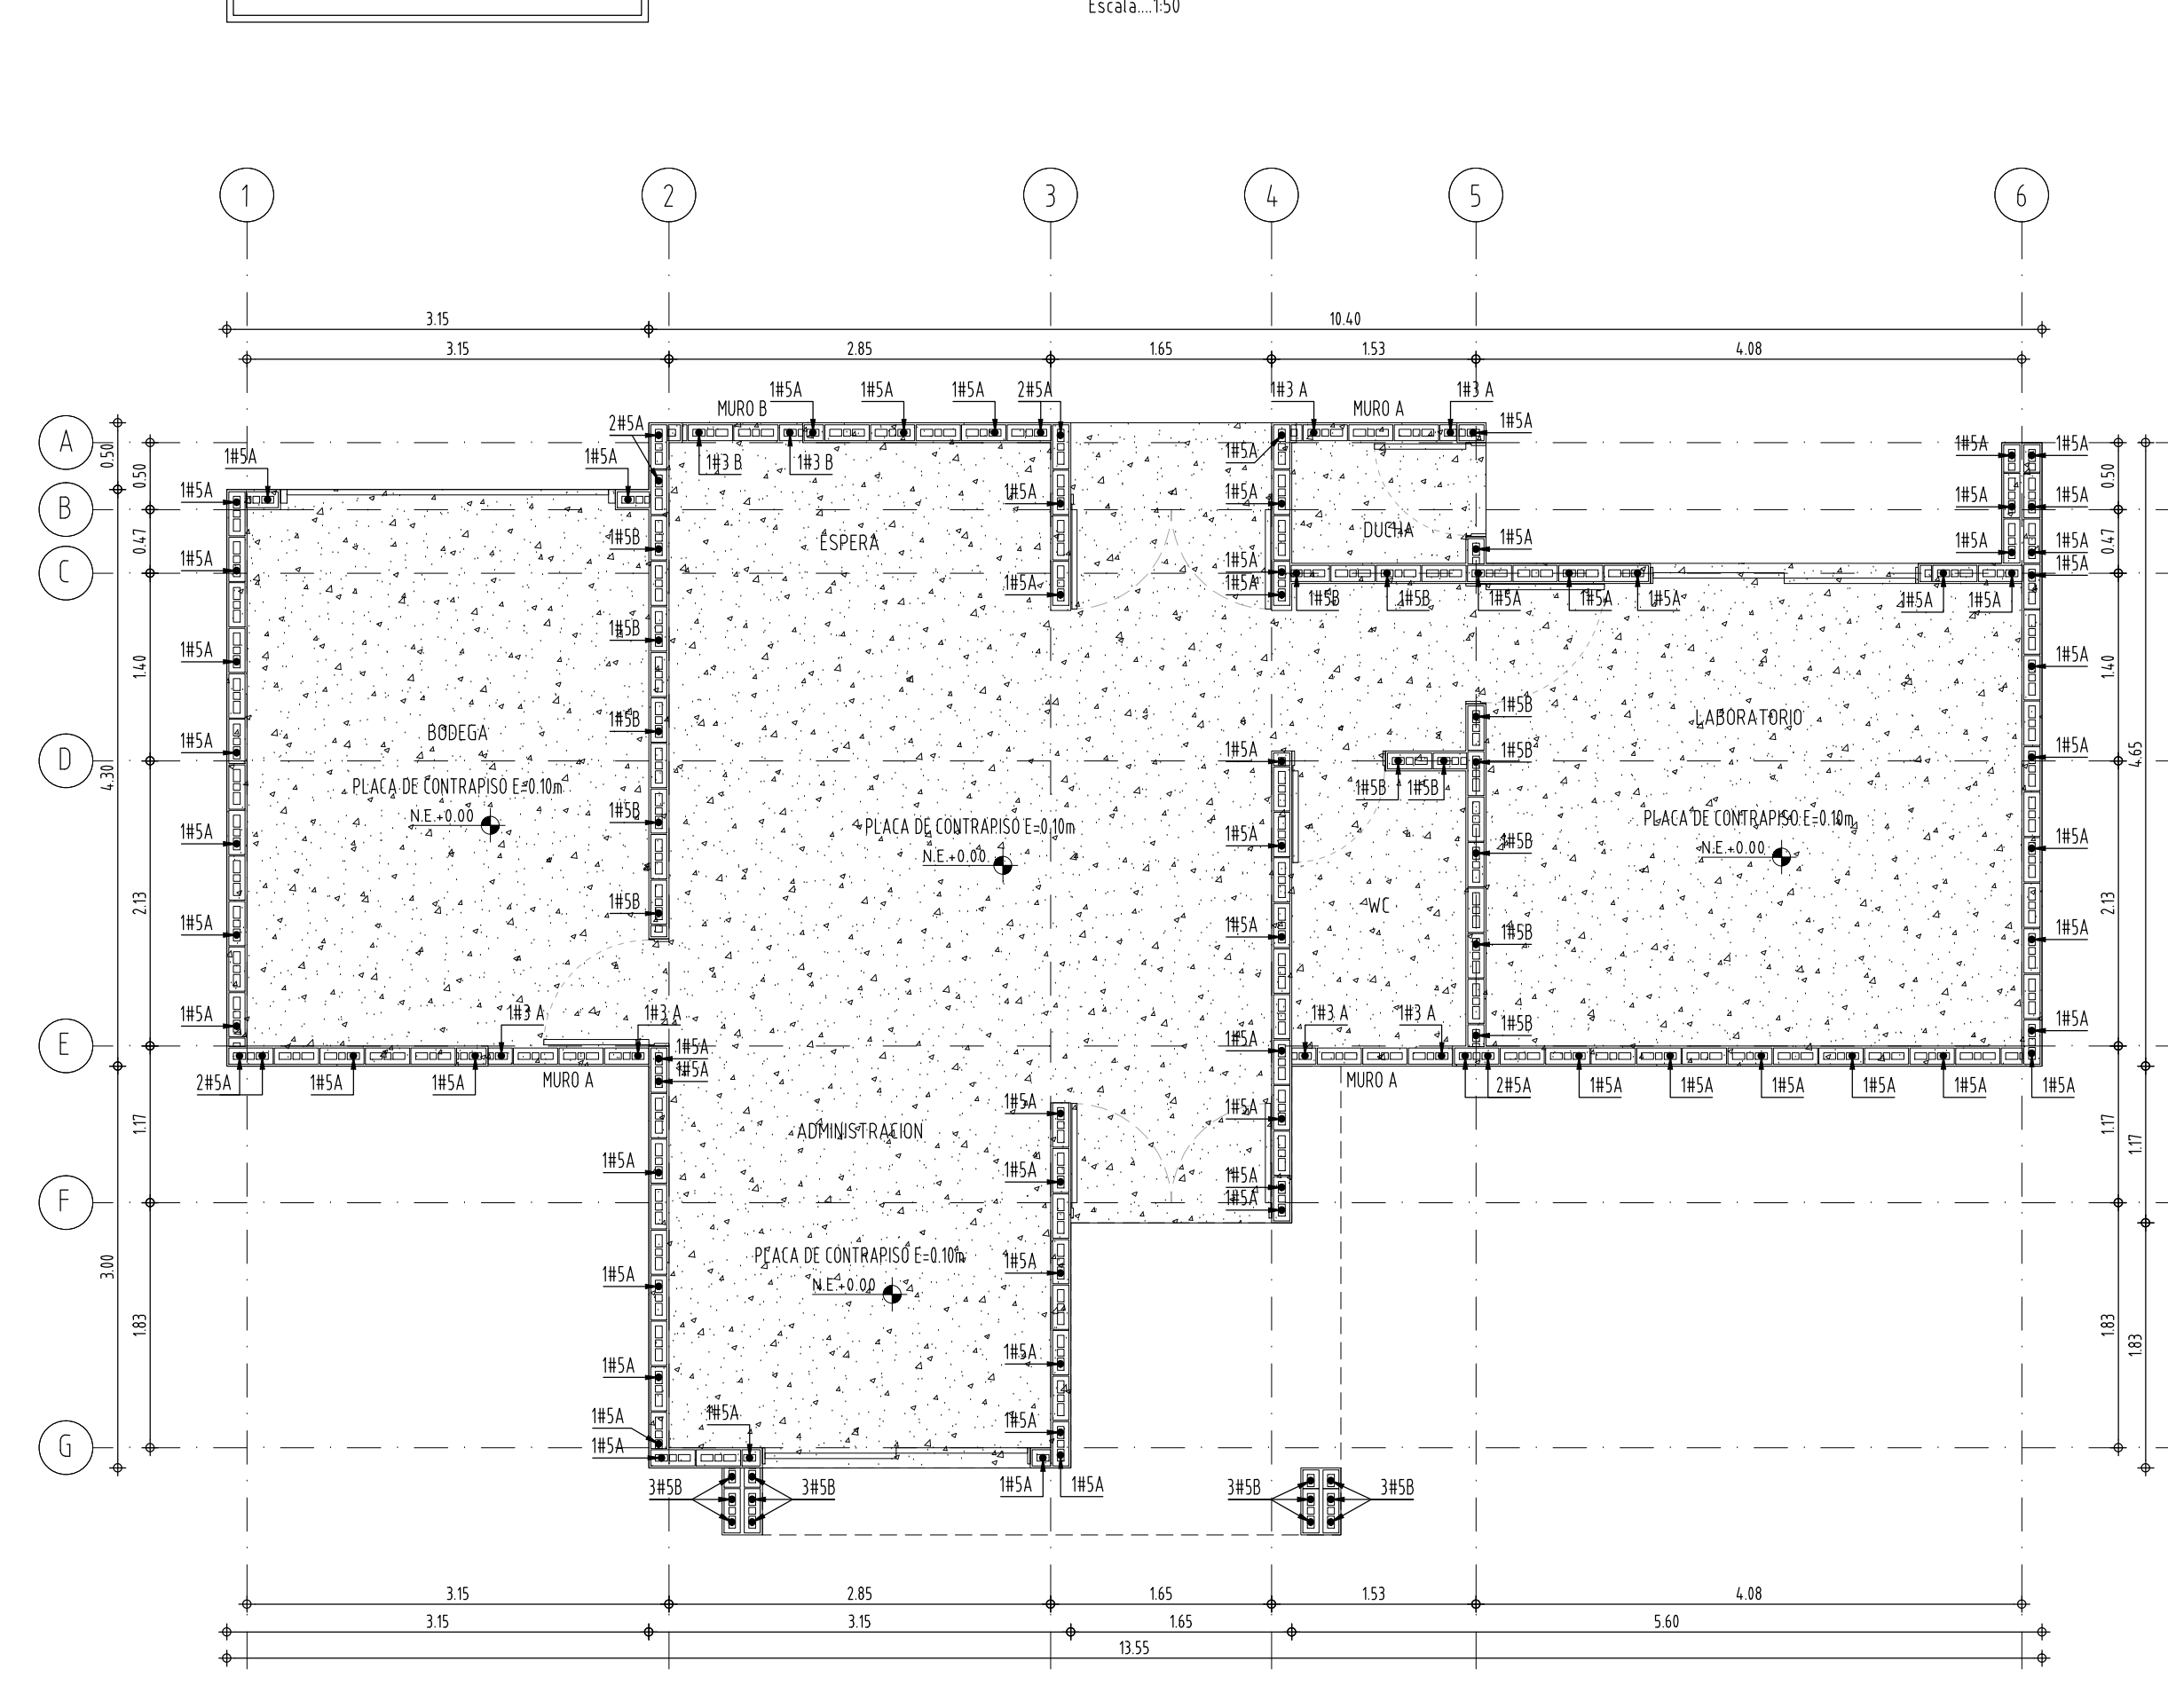 Escala....1:50
1 2 3 4 5 6
3.15 10.40
3.15 2.85 1.65 1.53 4.08
1#5A 1#5A 1#5A 2#5A 1#3 A 1#3 A
MURO B MURO A
A 2#5A 1#5A
0.50 0.50 1#5A 1#5A 1#3 B 1#3 B 1#5A 1#5A 1#5A 0.50
B 1#5A 1#5A 1#5A 1#5A 1#5A
0.47 1#5B ESPERA DUCHA 1#5A 1#5A 1#5A 0.47
C 1#5A 1#5A 1#5A 1#5A 1#5A
1#5B 1#5B 1#5A 1#5A 1#5A 1#5A 1#5A
1.40 1#5A 1#5B 1#5A 1.40
BODEGA 1#5B 1#5B LABORATORIO
D 1#5A 1#5A 1#5B 1#5A 4.65
4.30 PLACA DE CONTRAPISO E=0.10m 1#5B 1#5B
N.E.+0.00 1#5B PLACA DE CONTRAPISO E=0.10m PLACA DE CONTRAPISO E=0.10m
1#5A N.E.+0.00 1#5A 1#5B N.E.+0.00 1#5A
2.13 1#5B WC 2.13
1#5A 1#5A 1#5B 1#5A
1#5A 1#3 A 1#3 A 1#3 A 1#3 A 1#5B 1#5A
E 1#5A 1#5A 1#5A
2#5A 1#5A 1#5A MURO A MURO A 2#5A 1#5A 1#5A 1#5A 1#5A 1#5A 1#5A
1.17 ADMINISTRACION 1#5A 1#5A 1.17 1.17
1#5A 1#5A 1#5A
F 1#5A
3.00 PLACA DE CONTRAPISO E=0.10m 1#5A
1#5A N.E.+0.00
1.83 1#5A 1#5A 1.83 1.83
1#5A 1#5A 1#5A
G 1#5A
3#5B 3#5B 1#5A 1#5A 3#5B 3#5B
3.15 2.85 1.65 1.53 4.08
3.15 3.15 1.65 5.60
13.55